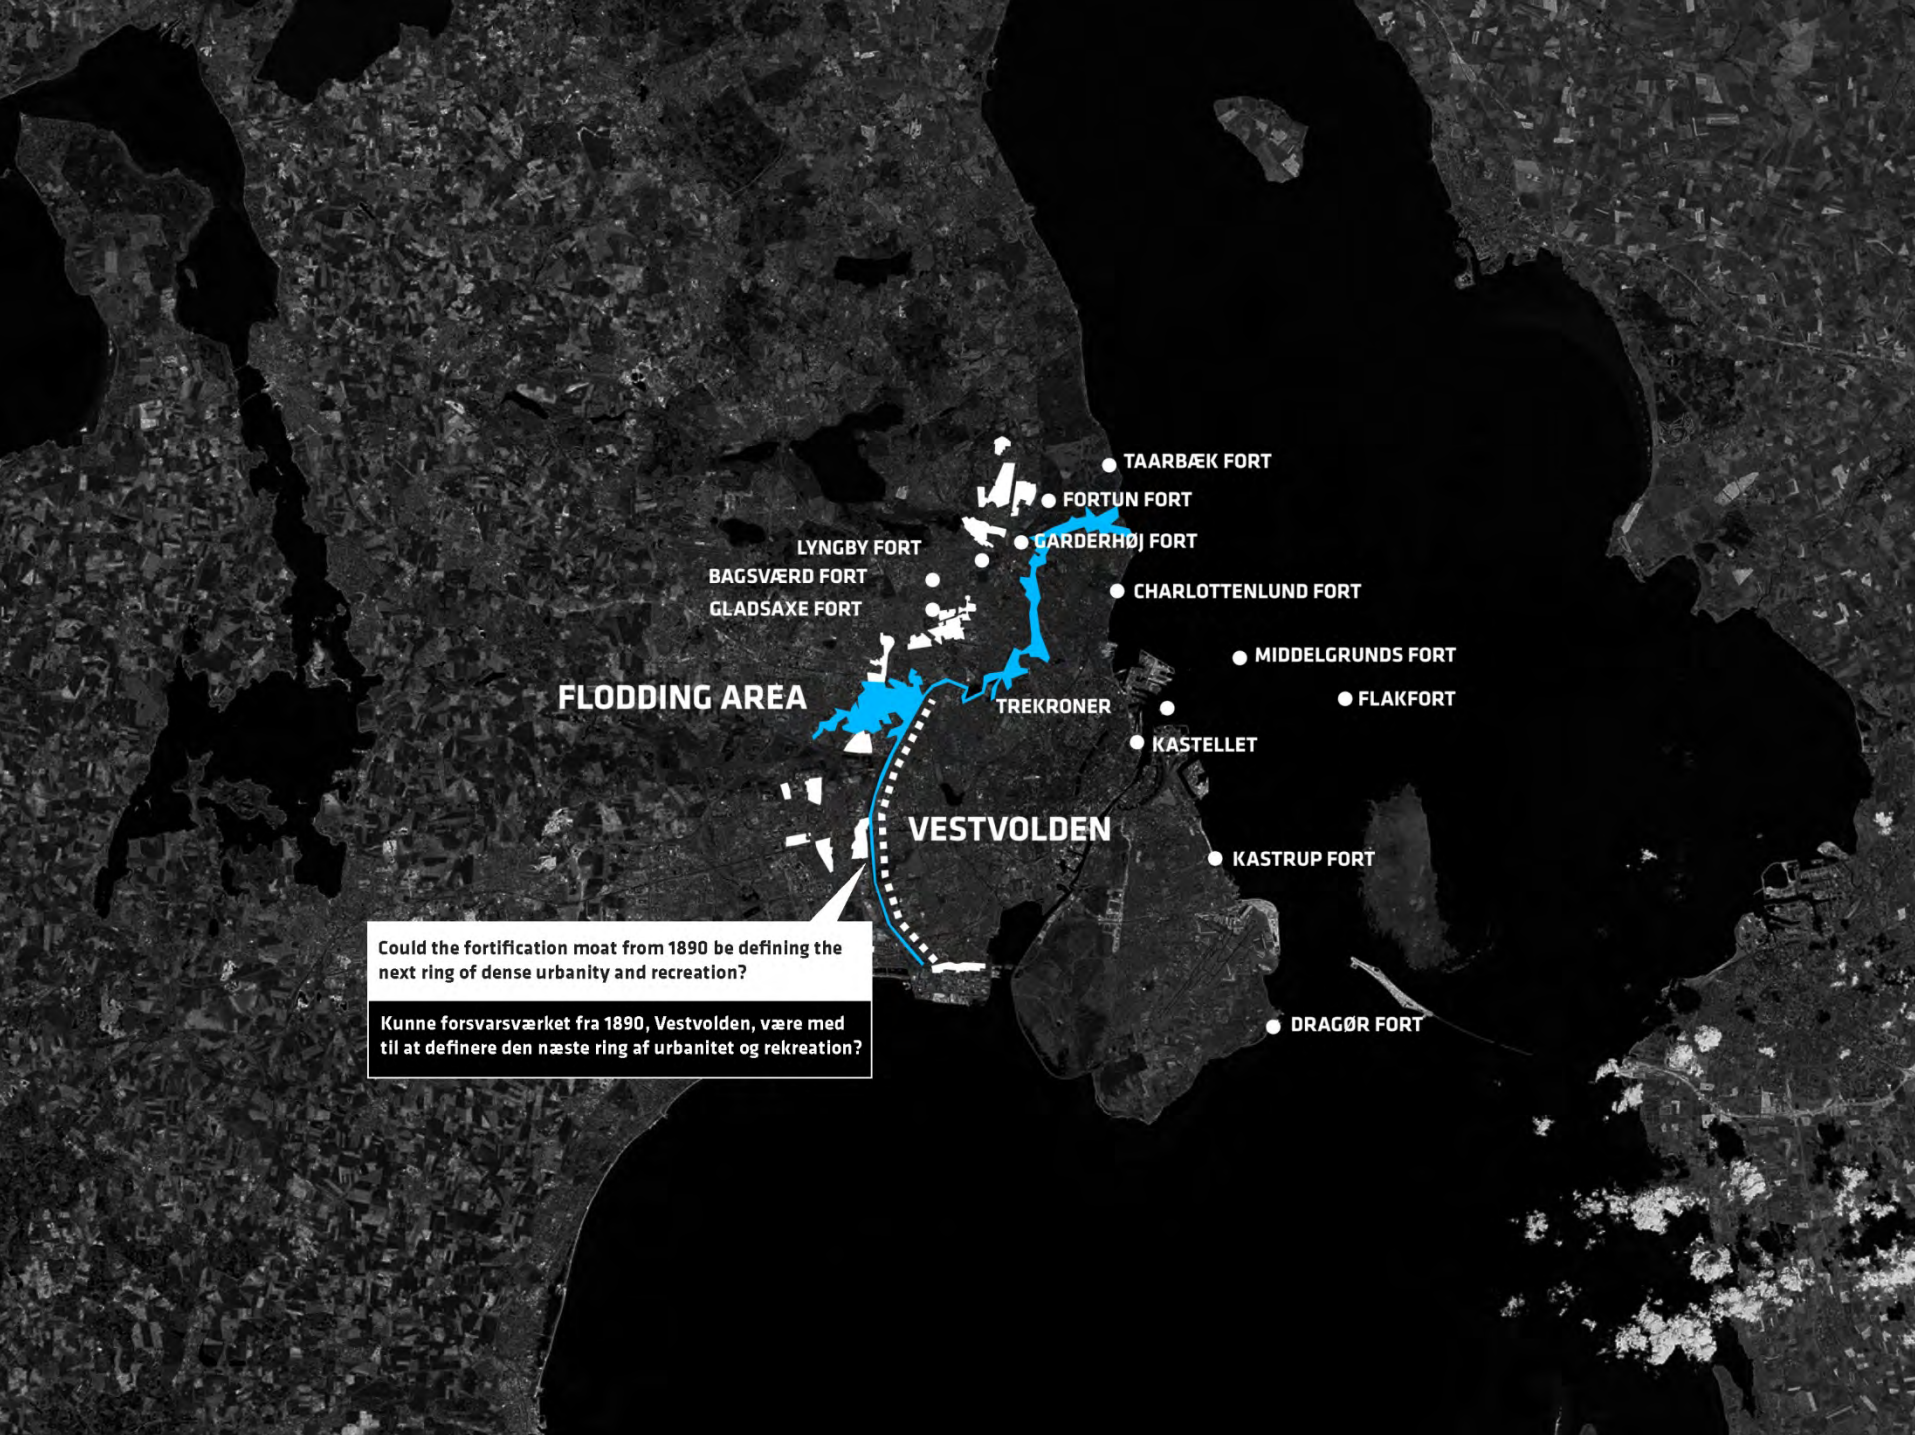 TAARBÆK FORT
FORTUN FORT
GARDERHØJ FORT
LYNGBY FORT
BAGSVÆRD FORT
GLADSAXE FORT
CHARLOTTENLUND FORT
MIDDELGRUNDS FORT
FLODDING AREA
TREKRONER
FLAKFORT
KASTELLET
VESTVOLDEN
KASTRUP FORT
Could the fortification moat from 1890 be defining the
next ring of dense urbanity and recreation?
Kunne forsvarsværket fra 1890, Vestvolden, være med
til at definere den næste ring af urbanitet og rekreation?
DRAGØR FORT